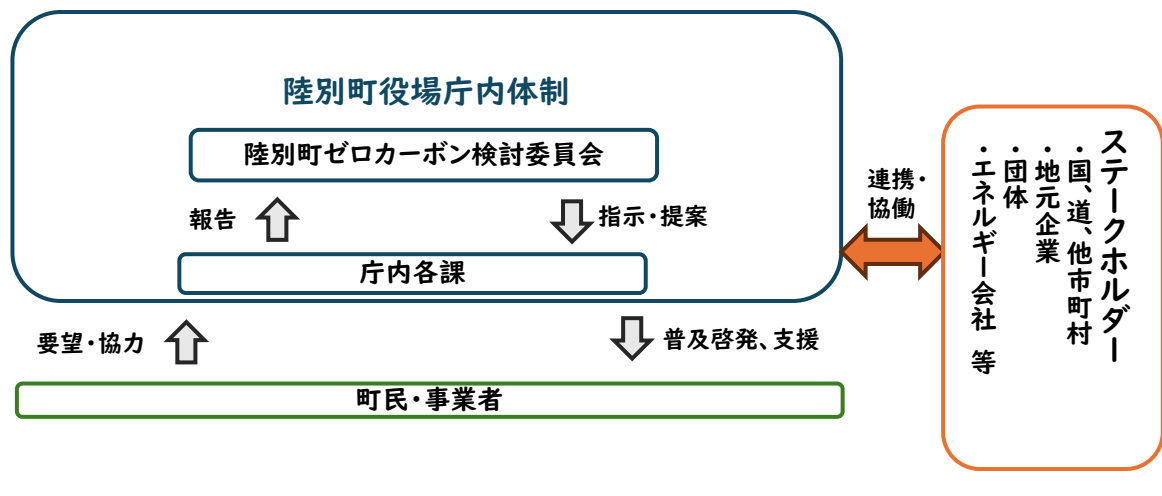 陸別町役場庁内体制
陸別町ゼロカーボン検討委員会
報告
指示・提案
庁内各課
要望・協力
普及啓発、支援
町民・事業者
連携・
協働
ステークホルダー
・国、道、他市町村
・地元企業
・団体
・エネルギー会社 等